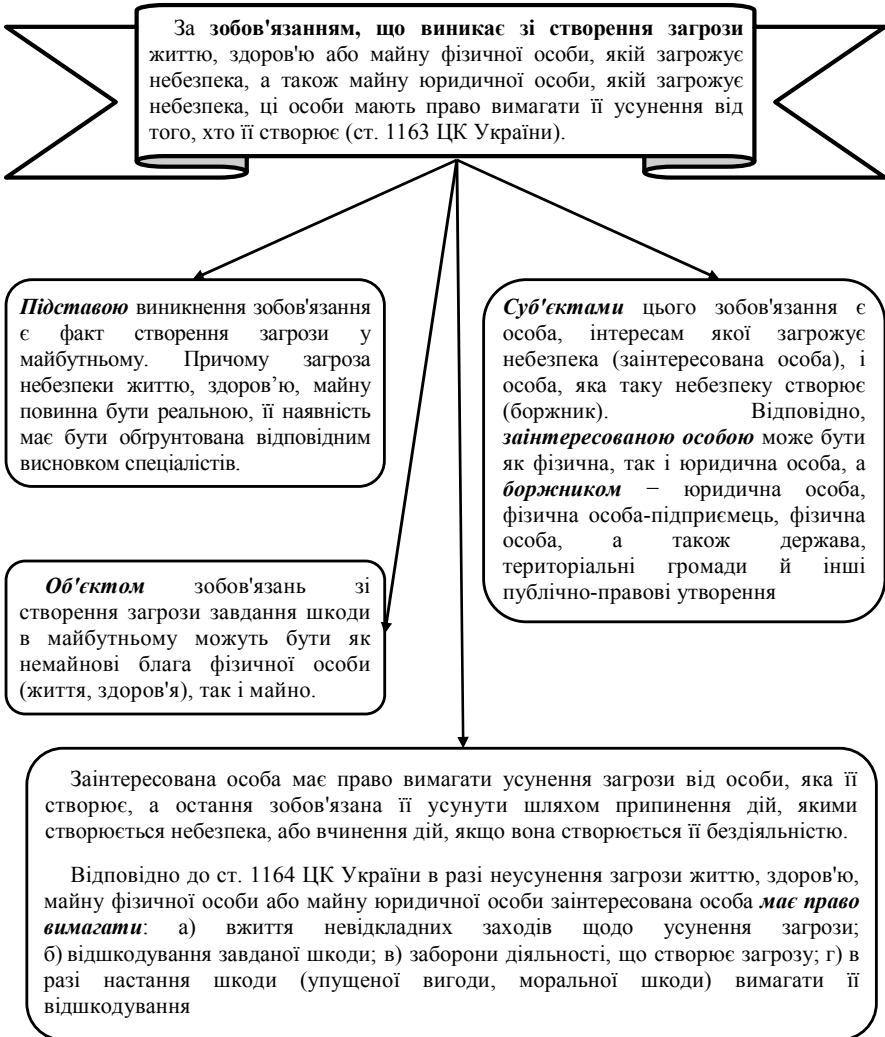 За зобов'язанням, що виникає зі створення загрози
життю, здоров'ю або майну фізичної особи, якій загрожує
небезпека, а також майну юридичної особи, якій загрожує
небезпека, ці особи мають право вимагати її усунення від
того, хто її створює (ст. 1163 ЦК України).
Підставою виникнення зобов'язання
є факт створення загрози у
майбутньому. Причому загроза
небезпеки життю, здоров’ю, майну
повинна бути реальною, її наявність
має бути обґрунтована відповідним
висновком спеціалістів.
Суб'єктами цього зобов'язання є
особа, інтересам якої загрожує
небезпека (заінтересована особа), і
особа, яка таку небезпеку створює
(боржник). Відповідно,
заінтересованою особою може бути
як фізична, так і юридична особа, а
боржником − юридична особа,
фізична особа-підприємець, фізична
особа, а також держава,
територіальні громади й інші
публічно-правові утворення
Об'єктом зобов'язань зі
створення загрози завдання шкоди
в майбутньому можуть бути як
немайнові блага фізичної особи
(життя, здоров'я), так і майно.
Заінтересована особа має право вимагати усунення загрози від особи, яка її
створює, а остання зобов'язана її усунути шляхом припинення дій, якими
створюється небезпека, або вчинення дій, якщо вона створюється її бездіяльністю.
Відповідно до ст. 1164 ЦК України в разі неусунення загрози життю, здоров'ю,
майну фізичної особи або майну юридичної особи заінтересована особа має право
вимагати: а) вжиття невідкладних заходів щодо усунення загрози;
б) відшкодування завданої шкоди; в) заборони діяльності, що створює загрозу; г) в
разі настання шкоди (упущеної вигоди, моральної шкоди) вимагати її
відшкодування